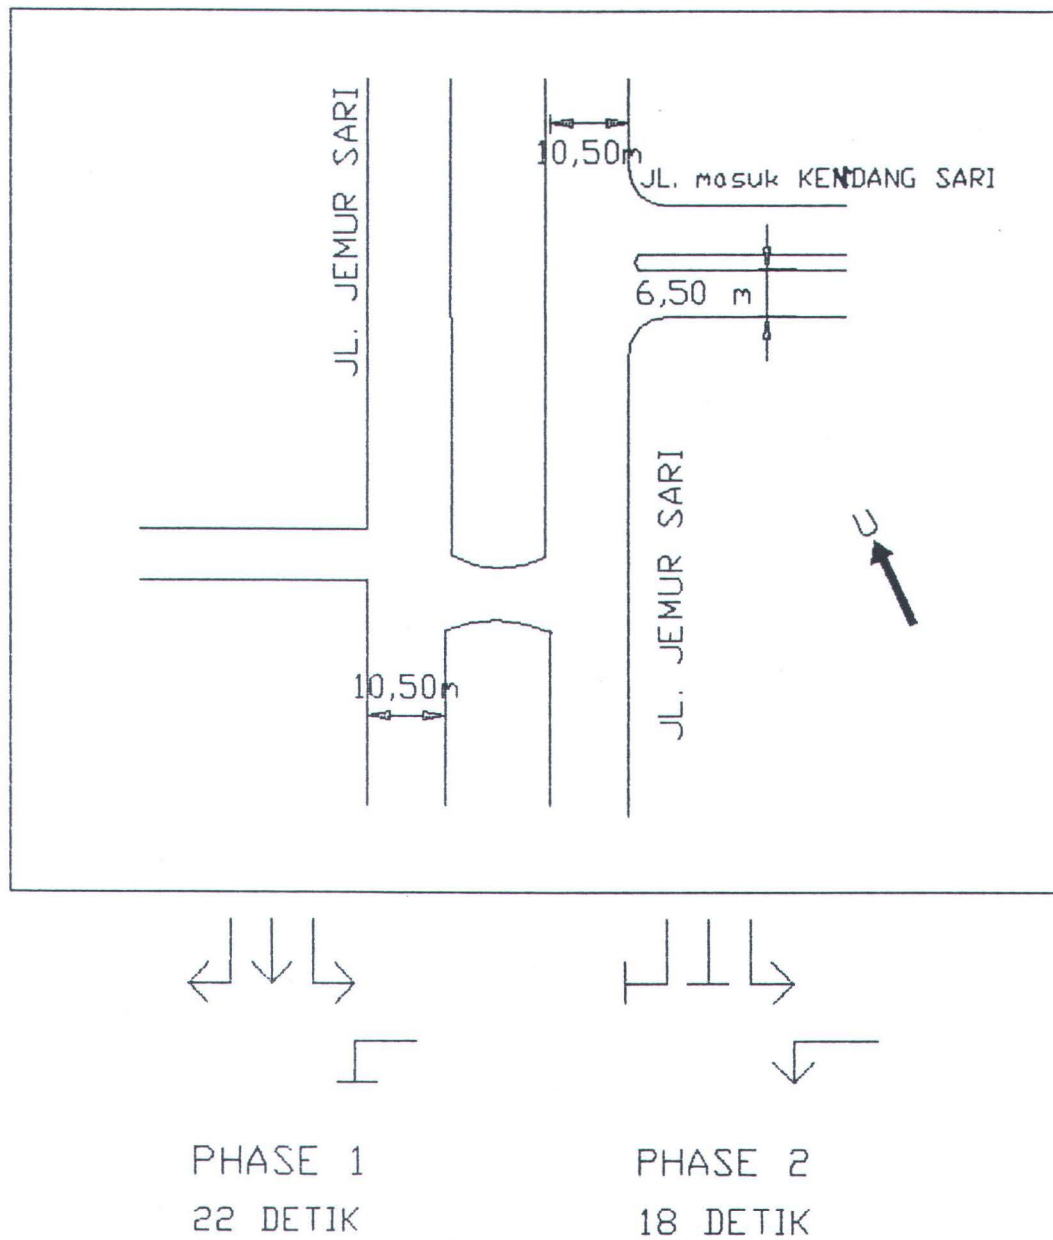 JL. JEMUR SARI
10,50m
JL. masuk KENDANG SARI
6,50 m
JL. JEMUR SARI
U
10,50m
PHASE 1
22 DETIK
PHASE 2
18 DETIK